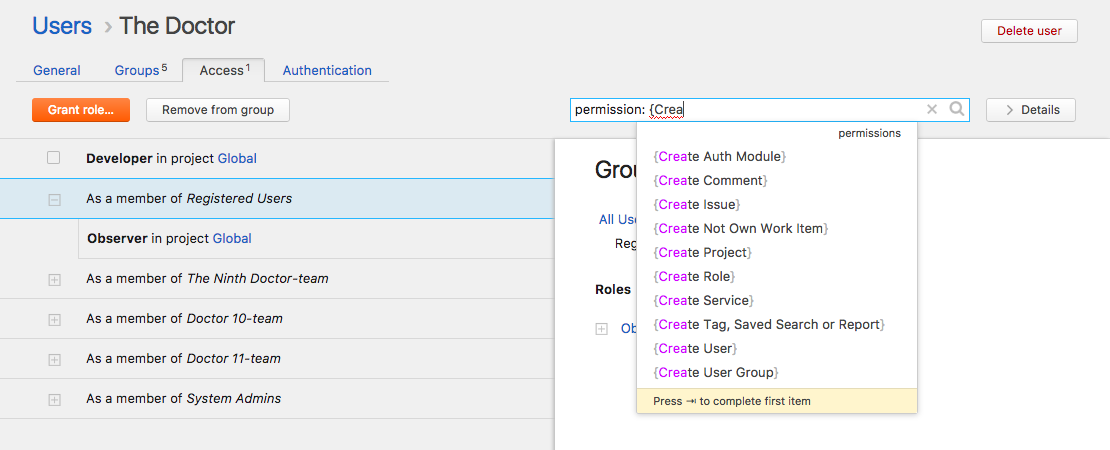 Users › The Doctor
Delete user
General Groups 5 Access 1 Authentication
Grant role... Remove from group
permission: {Crea
Details
permissions
{Create Auth Module}
{Create Comment}
{Create Issue}
{Create Not Own Work Item}
{Create Project}
{Create Role}
{Create Service}
{Create Tag, Saved Search or Report}
{Create User}
{Create User Group}
Press ⇥ to complete first item
Developer in project Global
As a member of Registered Users
Observer in project Global
As a member of The Ninth Doctor-team
As a member of Doctor 10-team
As a member of Doctor 11-team
As a member of System Admins
Grou
All Use
Reg
Roles
Ob